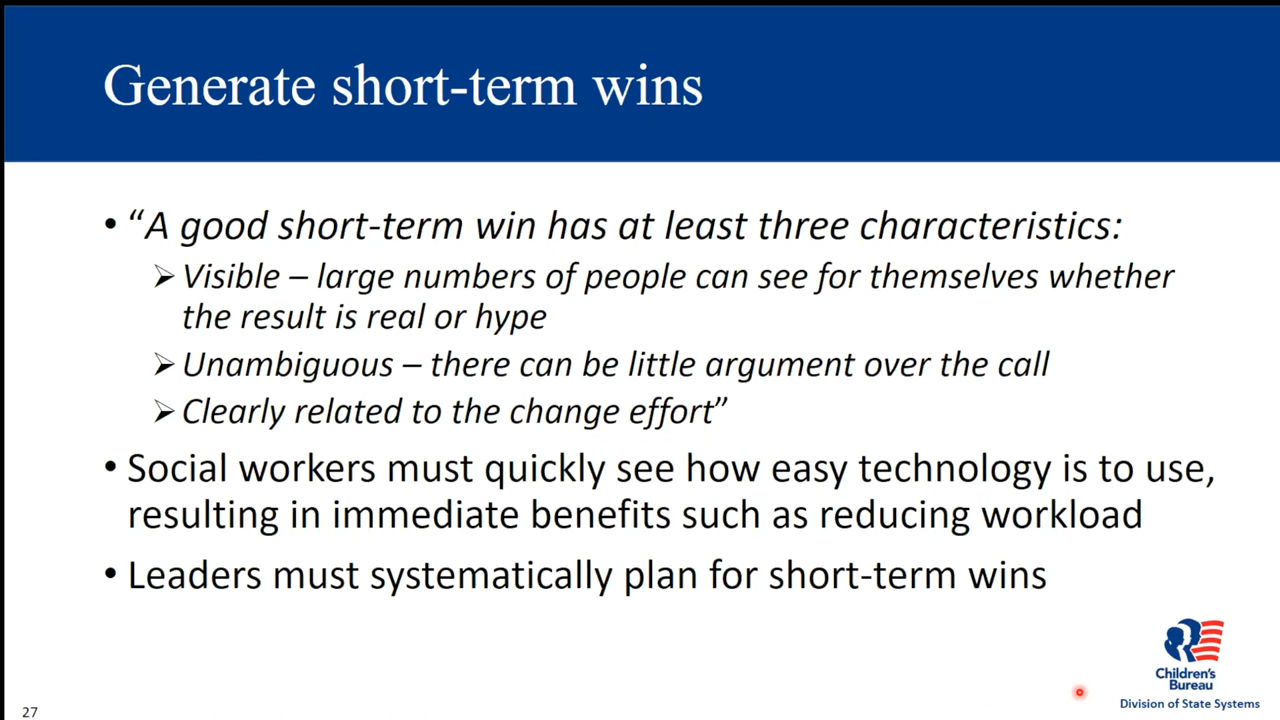 Generate short-term wins
• “A good short-term win has at least three characteristics:
➢ Visible – large numbers of people can see for themselves whether
the result is real or hype
➢ Unambiguous – there can be little argument over the call
➢ Clearly related to the change effort”
• Social workers must quickly see how easy technology is to use,
resulting in immediate benefits such as reducing workload
• Leaders must systematically plan for short-term wins
Children's
Bureau
Division of State Systems
27